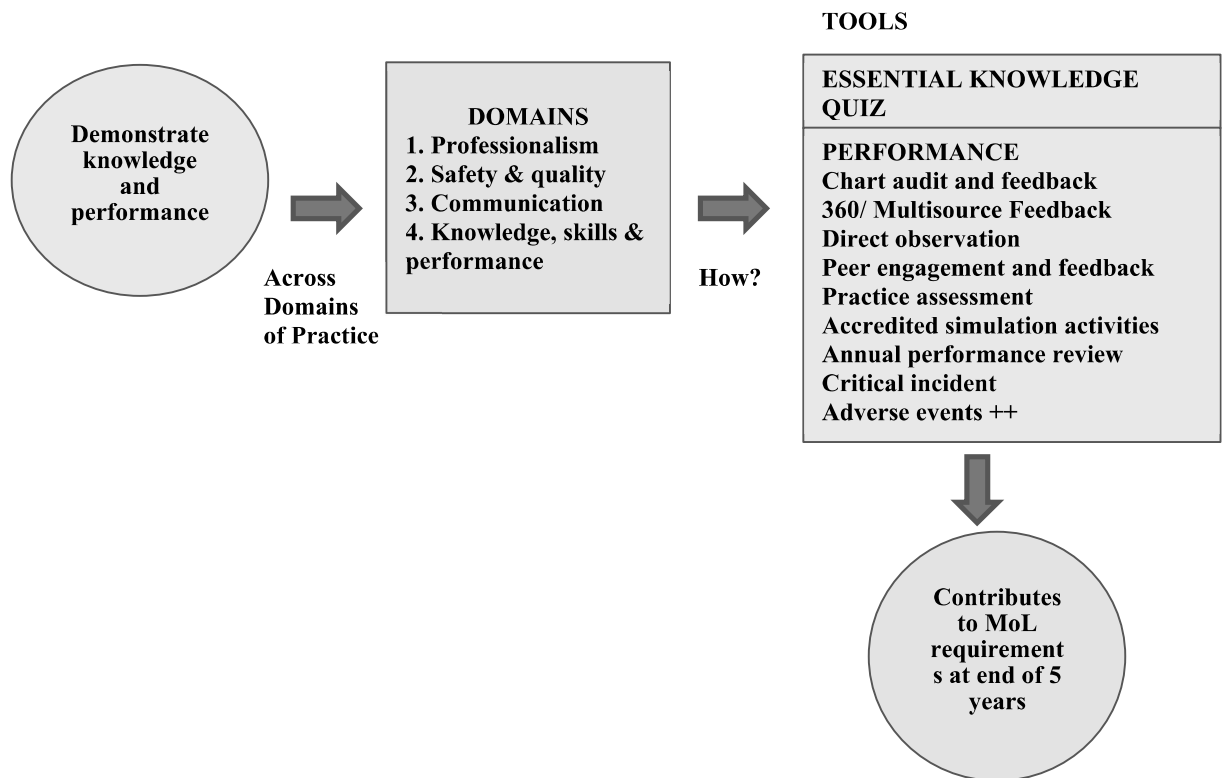 Demonstrate
knowledge
and
performance
Across
Domains
of Practice
DOMAINS
1. Professionalism
2. Safety & quality
3. Communication
4. Knowledge, skills &
performance
How?
TOOLS
ESSENTIAL KNOWLEDGE
QUIZ
PERFORMANCE
Chart audit and feedback
360/ Multisource Feedback
Direct observation
Peer engagement and feedback
Practice assessment
Accredited simulation activities
Annual performance review
Critical incident
Adverse events ++
Contributes
to MoL
requirement
s at end of 5
years